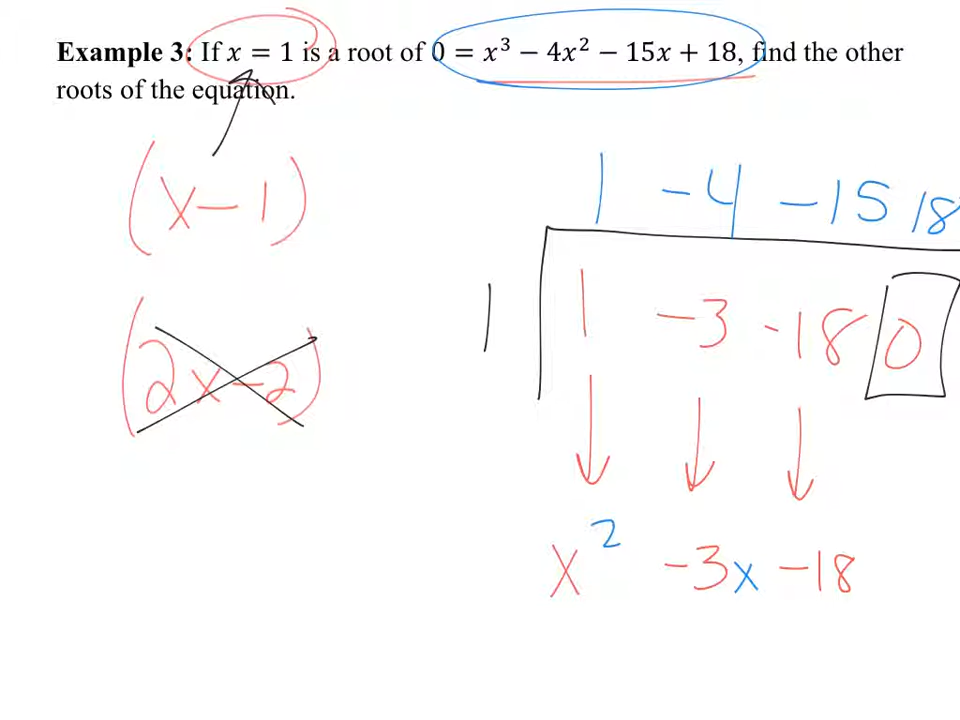 Example 3: If 𝑥 = 1 is a root of 0 = 𝑥³ − 4𝑥² − 15𝑥 + 18, find the other
roots of the equation.
(x − 1)
1 −4 −15 18
1 1 −3 −18 0
(2x − 2)
x² −3x −18